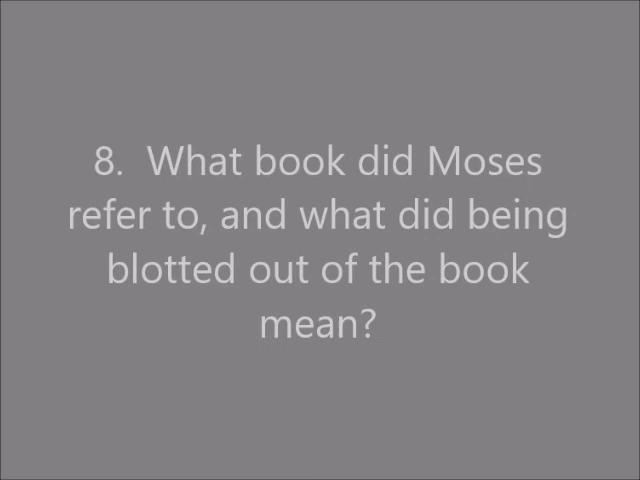 8.  What book did Moses
refer to, and what did being
blotted out of the book
mean?